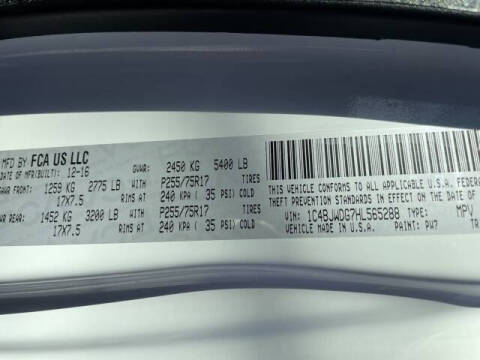 MFD BY FCA US LLC
DATE OF MFR(BUILT): 12-16 GVWR: 2450 KG 5400 LB
GAWR FRONT: 1259 KG 2775 LB WITH P255/75R17 TIRES
17X7.5 RIMS AT 240 KPA ( 35 PSI) COLD
REAR: 1452 KG 3200 LB WITH P255/75R17 TIRES
17X7.5 RIMS AT 240 KPA ( 35 PSI) COLD
THIS VEHICLE CONFORMS TO ALL APPLICABLE U.S.A. FEDERA
THEFT PREVENTION STANDARDS IN EFFECT ON THE DATE OF
VIN: 1C4BJWDG7HL565288 TYPE: MPV
VEHICLE MADE IN U.S.A. PAINT: PW7 TR